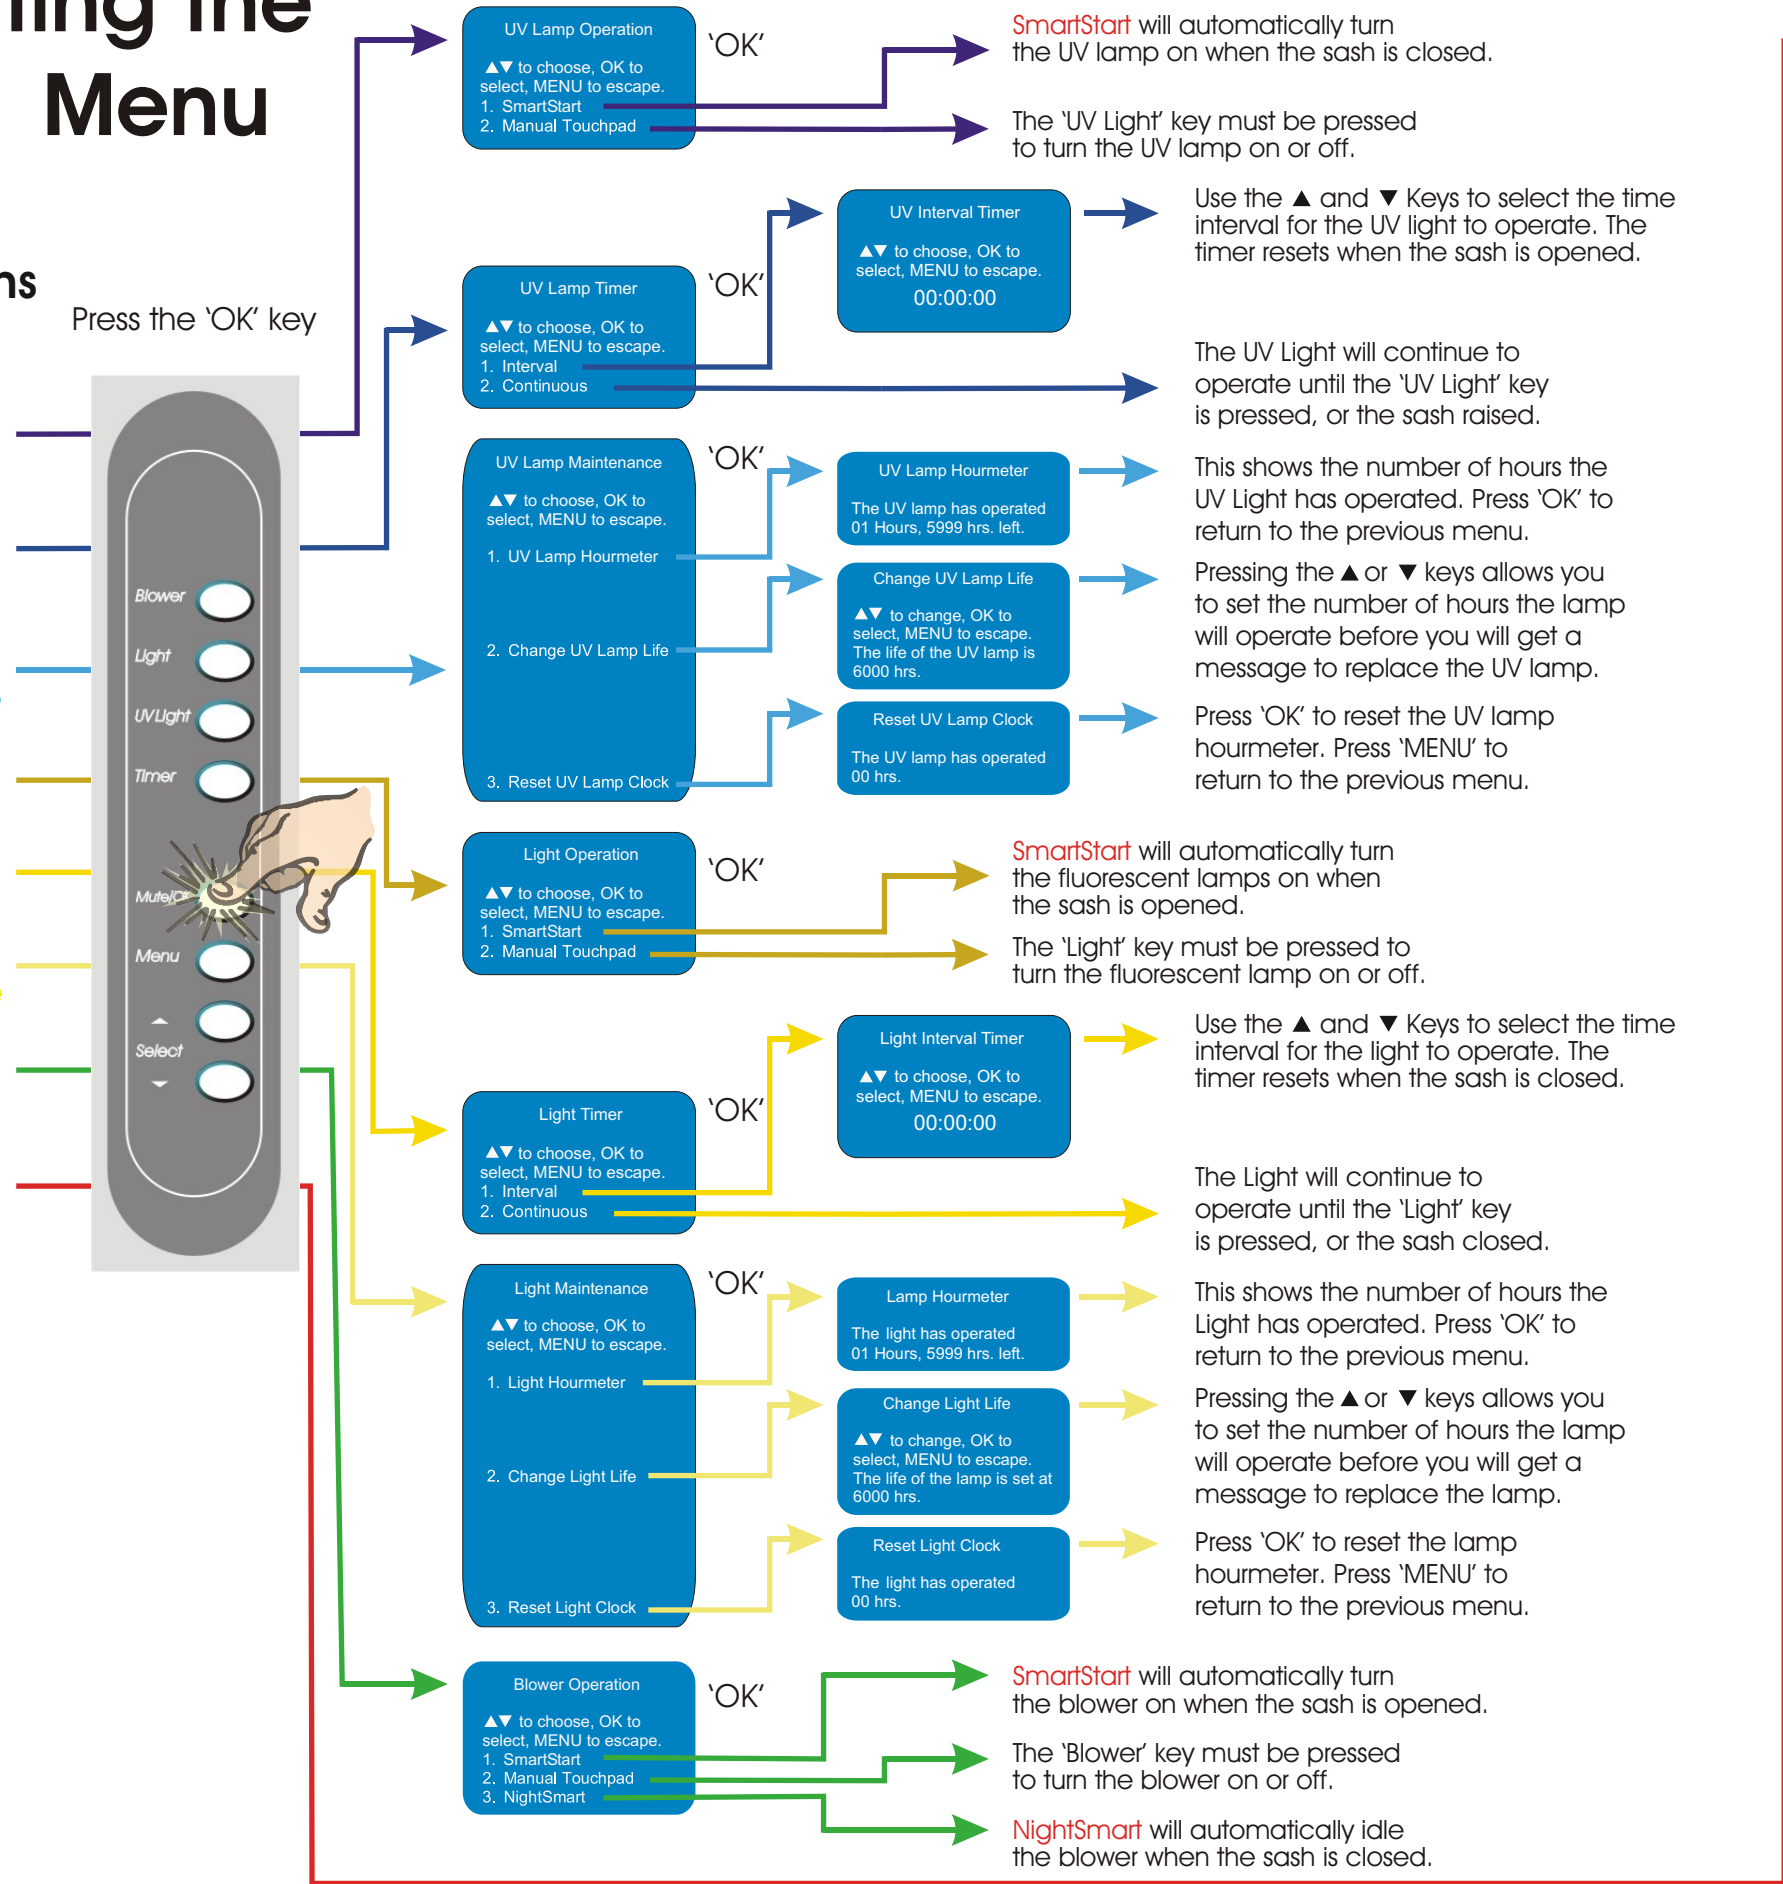 Menu
Press the ‘OK’ key
Blower
Light
UV Light
Timer
Menu
Select
UV Lamp Operation
▲▼ to choose, OK to
select, MENU to escape.
1. SmartStart
2. Manual Touchpad
‘OK’
SmartStart will automatically turn
the UV lamp on when the sash is closed.
The ‘UV Light’ key must be pressed
to turn the UV lamp on or off.
UV Lamp Timer
▲▼ to choose, OK to
select, MENU to escape.
1. Interval
2. Continuous
‘OK’
UV Interval Timer
▲▼ to choose, OK to
select, MENU to escape.
00:00:00
Use the ▲ and ▼ Keys to select the time
interval for the UV light to operate. The
timer resets when the sash is opened.
The UV Light will continue to
operate until the ‘UV Light’ key
is pressed, or the sash raised.
UV Lamp Maintenance
▲▼ to choose, OK to
select, MENU to escape.
1. UV Lamp Hourmeter
2. Change UV Lamp Life
3. Reset UV Lamp Clock
‘OK’
UV Lamp Hourmeter
The UV lamp has operated
01 Hours, 5999 hrs. left.
This shows the number of hours the
UV Light has operated. Press ‘OK’ to
return to the previous menu.
Change UV Lamp Life
▲▼ to change, OK to
select, MENU to escape.
The life of the UV lamp is
6000 hrs.
Pressing the ▲ or ▼ keys allows you
to set the number of hours the lamp
will operate before you will get a
message to replace the UV lamp.
Reset UV Lamp Clock
The UV lamp has operated
00 hrs.
Press ‘OK’ to reset the UV lamp
hourmeter. Press ‘MENU’ to
return to the previous menu.
Light Operation
▲▼ to choose, OK to
select, MENU to escape.
1. SmartStart
2. Manual Touchpad
‘OK’
SmartStart will automatically turn
the fluorescent lamps on when
the sash is opened.
The ‘Light’ key must be pressed to
turn the fluorescent lamp on or off.
Light Timer
▲▼ to choose, OK to
select, MENU to escape.
1. Interval
2. Continuous
‘OK’
Light Interval Timer
▲▼ to choose, OK to
select, MENU to escape.
00:00:00
Use the ▲ and ▼ Keys to select the time
interval for the light to operate. The
timer resets when the sash is closed.
The Light will continue to
operate until the ‘Light’ key
is pressed, or the sash closed.
Light Maintenance
▲▼ to choose, OK to
select, MENU to escape.
1. Light Hourmeter
2. Change Light Life
3. Reset Light Clock
‘OK’
Lamp Hourmeter
The light has operated
01 Hours, 5999 hrs. left.
This shows the number of hours the
Light has operated. Press ‘OK’ to
return to the previous menu.
Change Light Life
▲▼ to change, OK to
select, MENU to escape.
The life of the lamp is set at
6000 hrs.
Pressing the ▲ or ▼ keys allows you
to set the number of hours the lamp
will operate before you will get a
message to replace the lamp.
Reset Light Clock
The light has operated
00 hrs.
Press ‘OK’ to reset the lamp
hourmeter. Press ‘MENU’ to
return to the previous menu.
Blower Operation
▲▼ to choose, OK to
select, MENU to escape.
1. SmartStart
2. Manual Touchpad
3. NightSmart
‘OK’
SmartStart will automatically turn
the blower on when the sash is opened.
The ‘Blower’ key must be pressed
to turn the blower on or off.
NightSmart will automatically idle
the blower when the sash is closed.